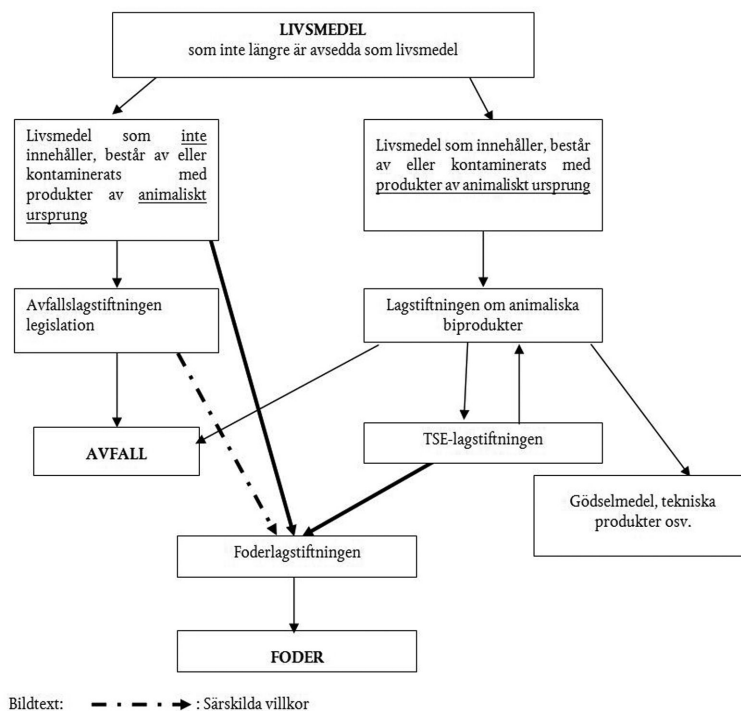 LIVSMEDEL
som inte längre är avsedda som livsmedel
Livsmedel som inte
innehåller, består av eller
kontaminerats med
produkter av animaliskt
ursprung
Livsmedel som innehåller, består
av eller kontaminerats med
produkter av animaliskt ursprung
Avfallslagstiftningen
legislation
Lagstiftningen om animaliska
biprodukter
AVFALL
TSE-lagstiftningen
Gödselmedel, tekniska
produkter osv.
Foderlagstiftningen
FODER
Bildtext: : Särskilda villkor